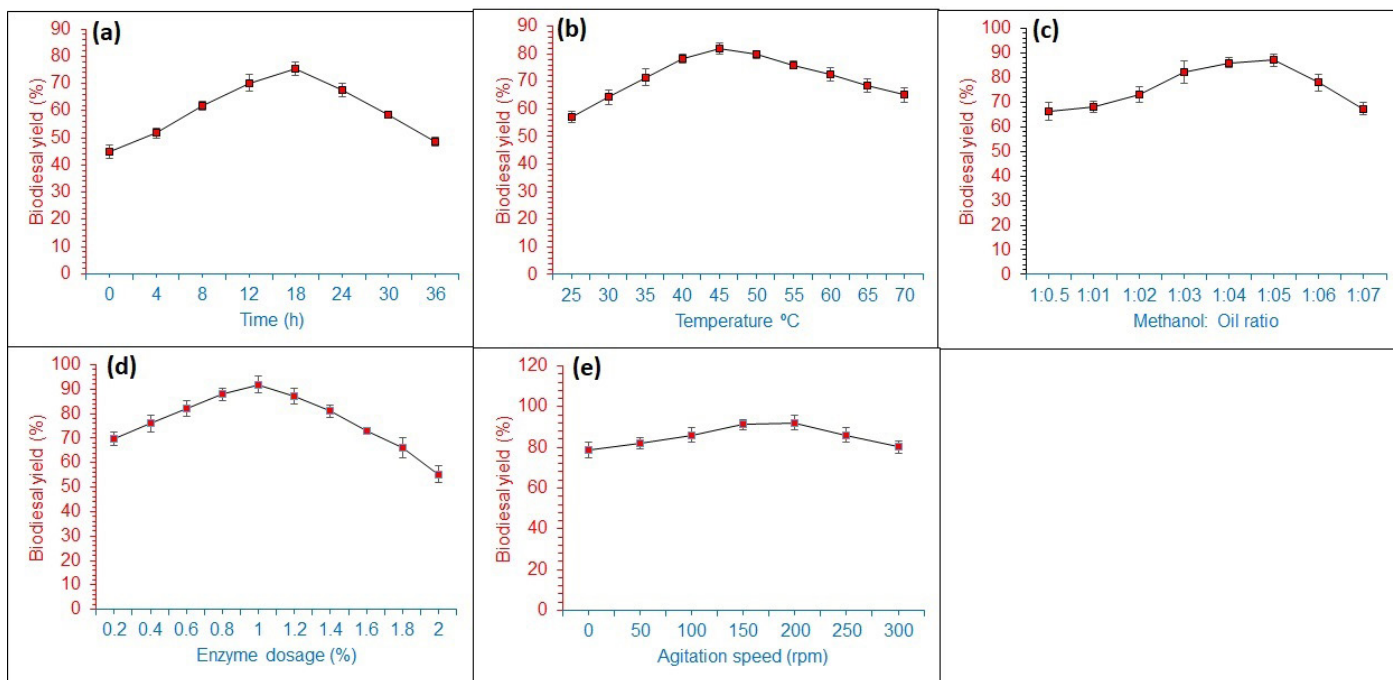 (a)
Biodiesal yield (%)
90
80
70
60
50
40
30
20
10
0
0 4 8 12 18 24 30 36
Time (h)
(b)
Biodiesal yield (%)
90
80
70
60
50
40
30
20
10
0
25 30 35 40 45 50 55 60 65 70
Temperature ºC
(c)
Biodiesal yield (%)
100
90
80
70
60
50
40
30
20
10
0
1:0.5 1:01 1:02 1:03 1:04 1:05 1:06 1:07
Methanol: Oil ratio
(d)
Biodiesal yield (%)
100
90
80
70
60
50
40
30
20
10
0
0.2 0.4 0.6 0.8 1 1.2 1.4 1.6 1.8 2
Enzyme dosage (%)
(e)
Biodiesal yield (%)
120
100
80
60
40
20
0
0 50 100 150 200 250 300
Agitation speed (rpm)